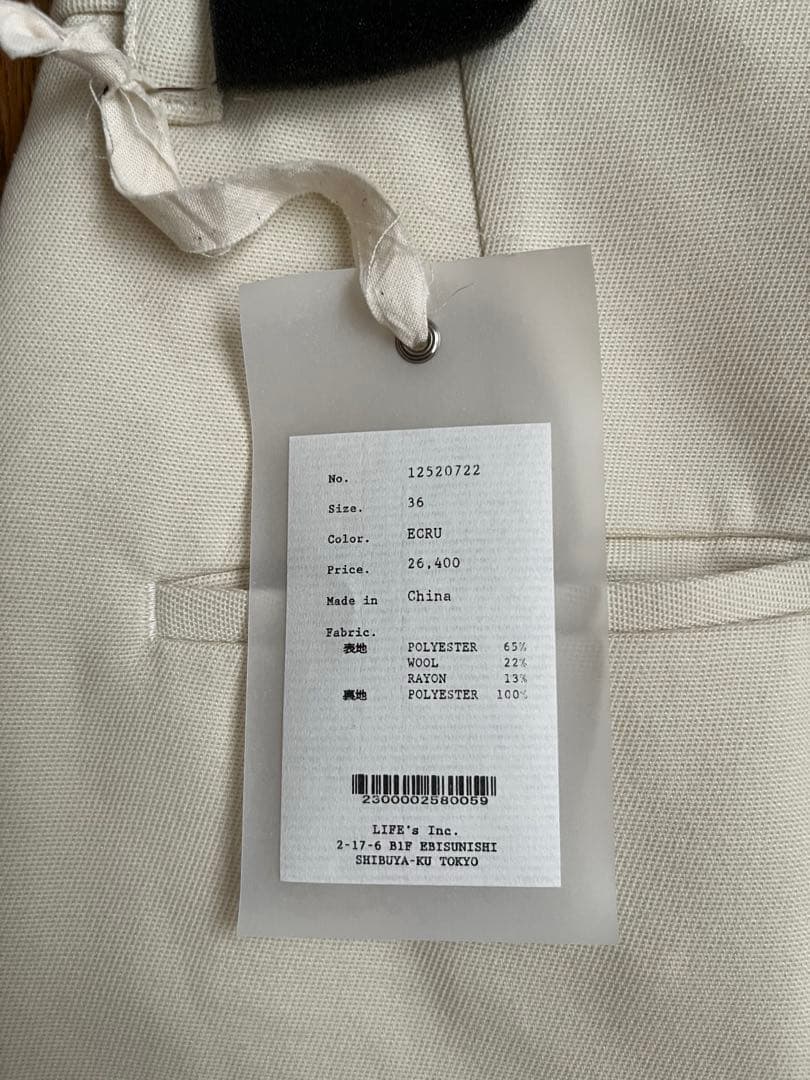 No. 12520722
Size. 36
Color. ECRU
Price. 26,400
Made in China
Fabric.
表地 POLYESTER 65%
WOOL 22%
RAYON 13%
裏地 POLYESTER 100%
2300002580059
LIFE's Inc.
2-17-6 B1F EBISUNISHI
SHIBUYA-KU TOKYO